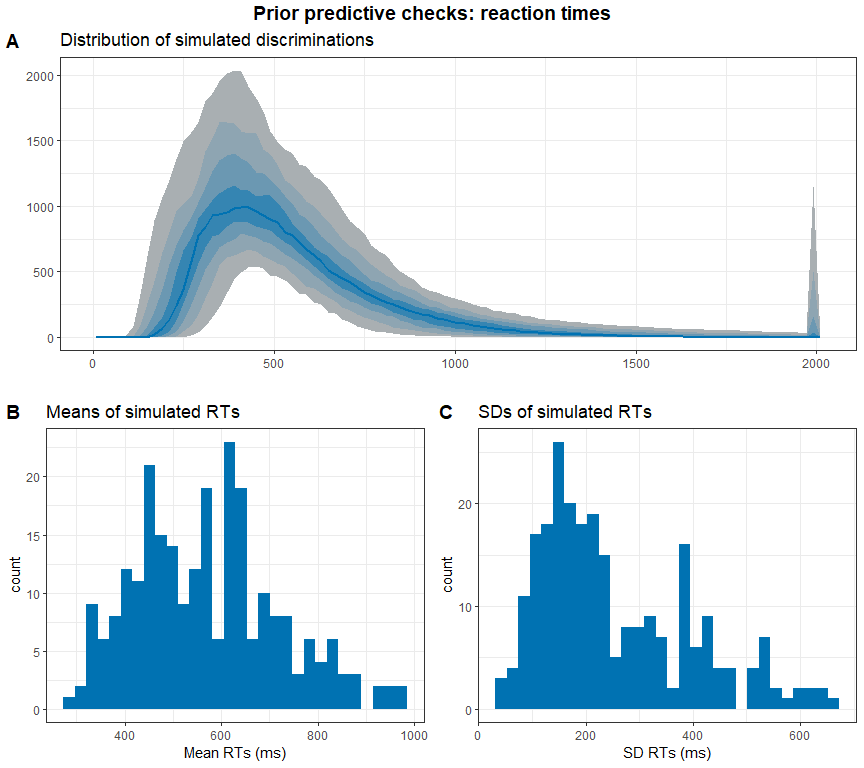 Prior predictive checks: reaction times
A
Distribution of simulated discriminations
2000
1500
1000
500
0
0 500 1000 1500 2000
B Means of simulated RTs
C SDs of simulated RTs
count
20
15
10
5
0
400 600 800 1000
Mean RTs (ms)
count
20
10
0
0 200 400 600
SD RTs (ms)